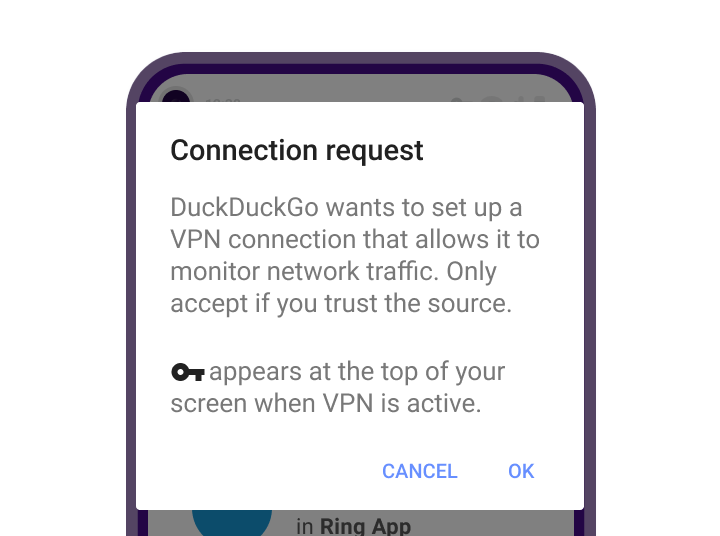 Connection request
DuckDuckGo wants to set up a
VPN connection that allows it to
monitor network traffic. Only
accept if you trust the source.
appears at the top of your
screen when VPN is active.
CANCEL OK
in Ring App